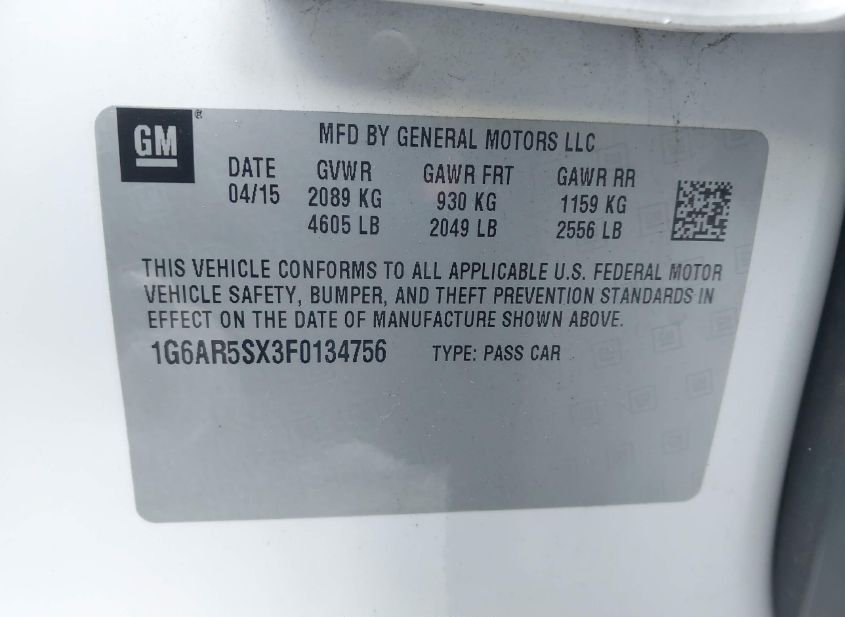 GM
®
MFD BY GENERAL MOTORS LLC
DATE GVWR GAWR FRT GAWR RR
04/15 2089 KG 930 KG 1159 KG
4605 LB 2049 LB 2556 LB
THIS VEHICLE CONFORMS TO ALL APPLICABLE U.S. FEDERAL MOTOR
VEHICLE SAFETY, BUMPER, AND THEFT PREVENTION STANDARDS IN
EFFECT ON THE DATE OF MANUFACTURE SHOWN ABOVE.
1G6AR5SX3F0134756 TYPE: PASS CAR